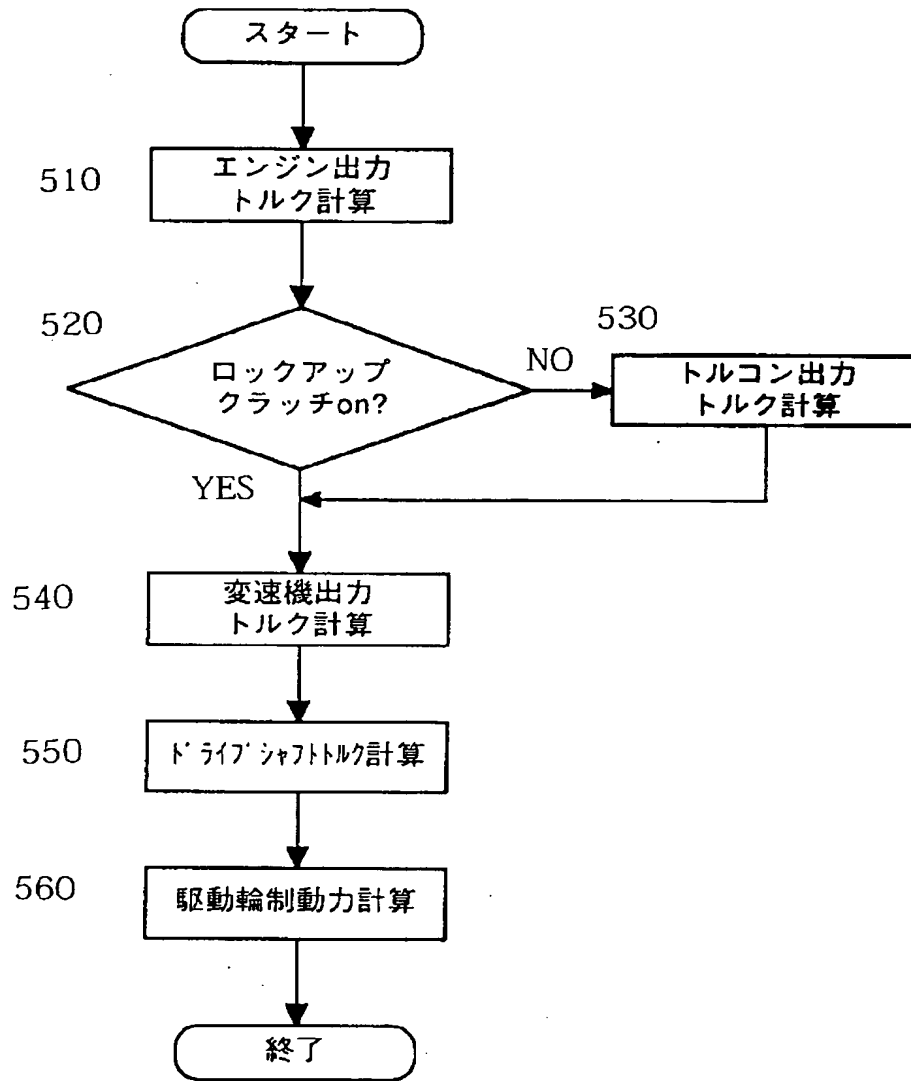 スタート
510
エンジン出力
トルク計算
520
ロックアップ
クラッチon?
NO
530
トルコン出力
トルク計算
YES
540
変速機出力
トルク計算
550
ﾄﾞﾗｲﾌﾞｼｬﾌﾄﾄﾙｸ計算
560
駆動輪制動力計算
終了